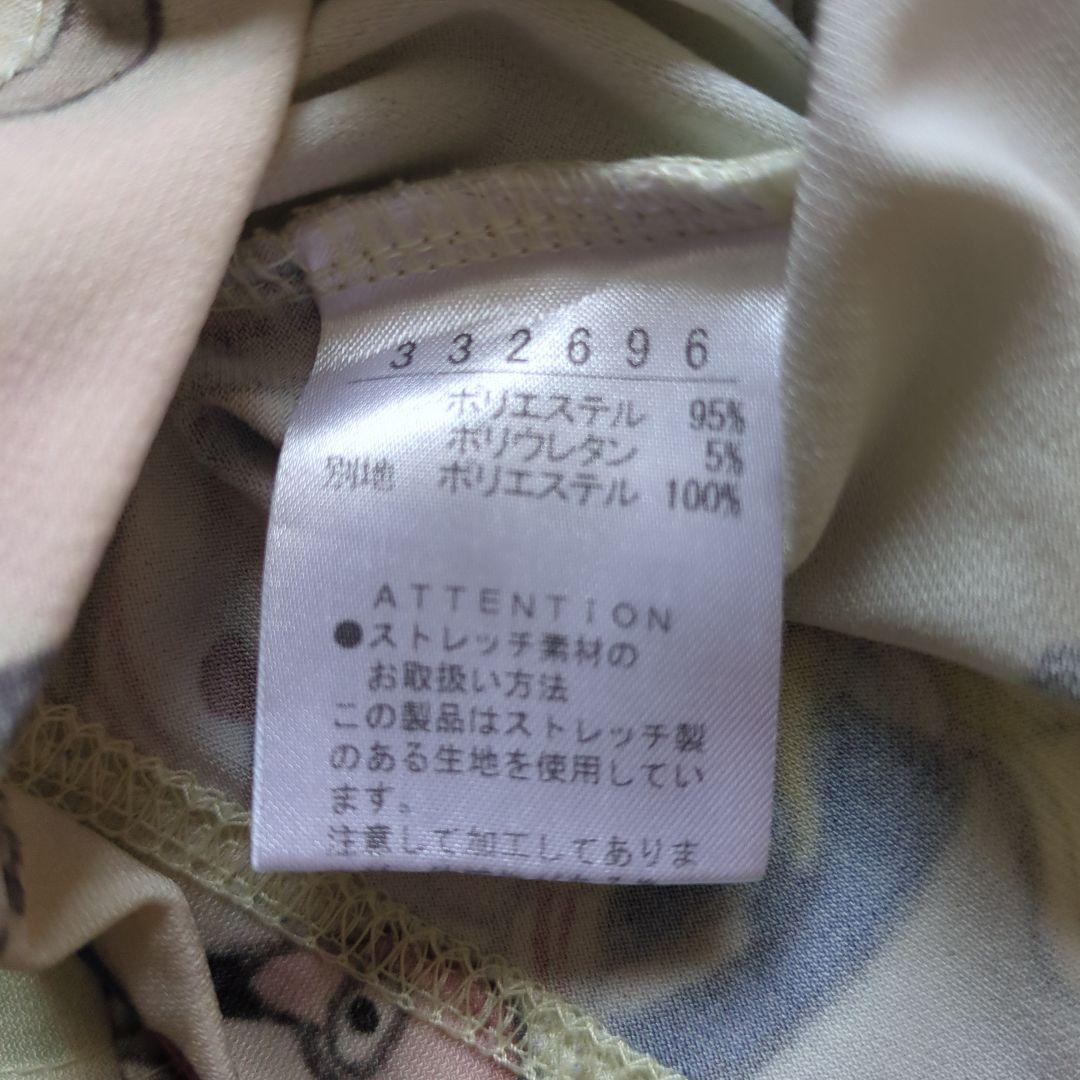 332696
ポリエステル 95%
ポリウレタン 5%
別地 ポリエステル 100%
ATTENTION
●ストレッチ素材の
お取扱い方法
この製品はストレッチ製
のある生地を使用してい
ます。
注意して加工してありま